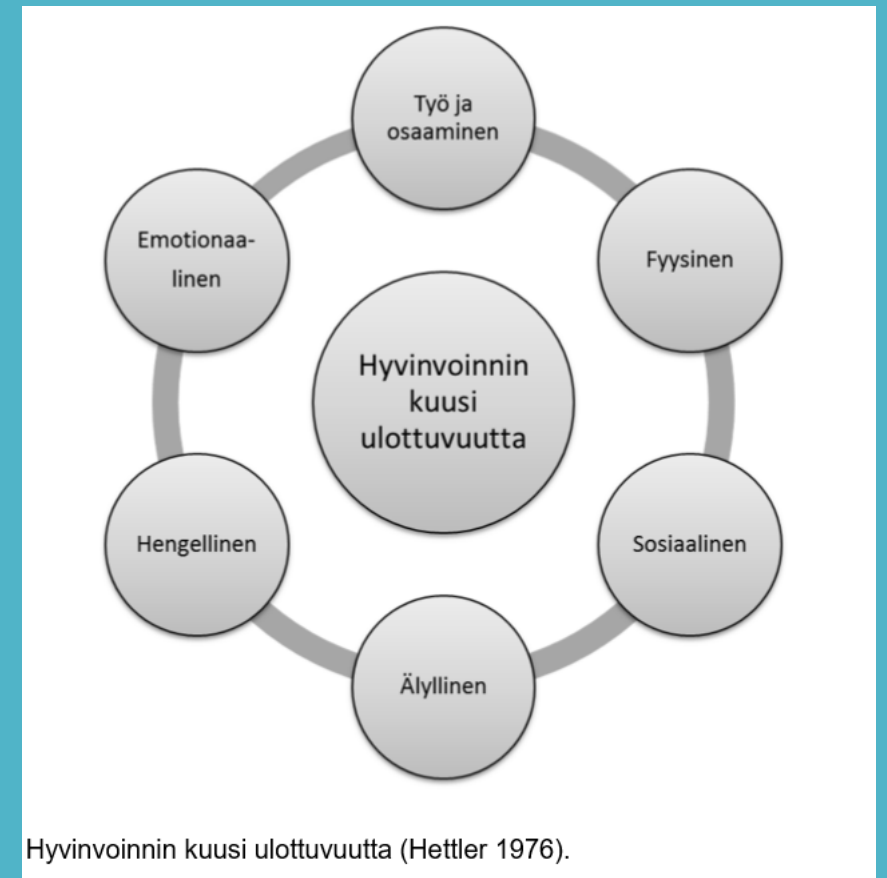 Työ ja
osaaminen
Emotionaa-
linen
Fyysinen
Hyvinvoinnin
kuusi
ulottuvuutta
Hengellinen
Sosiaalinen
Älyllinen
Hyvinvoinnin kuusi ulottuvuutta (Hettler 1976).